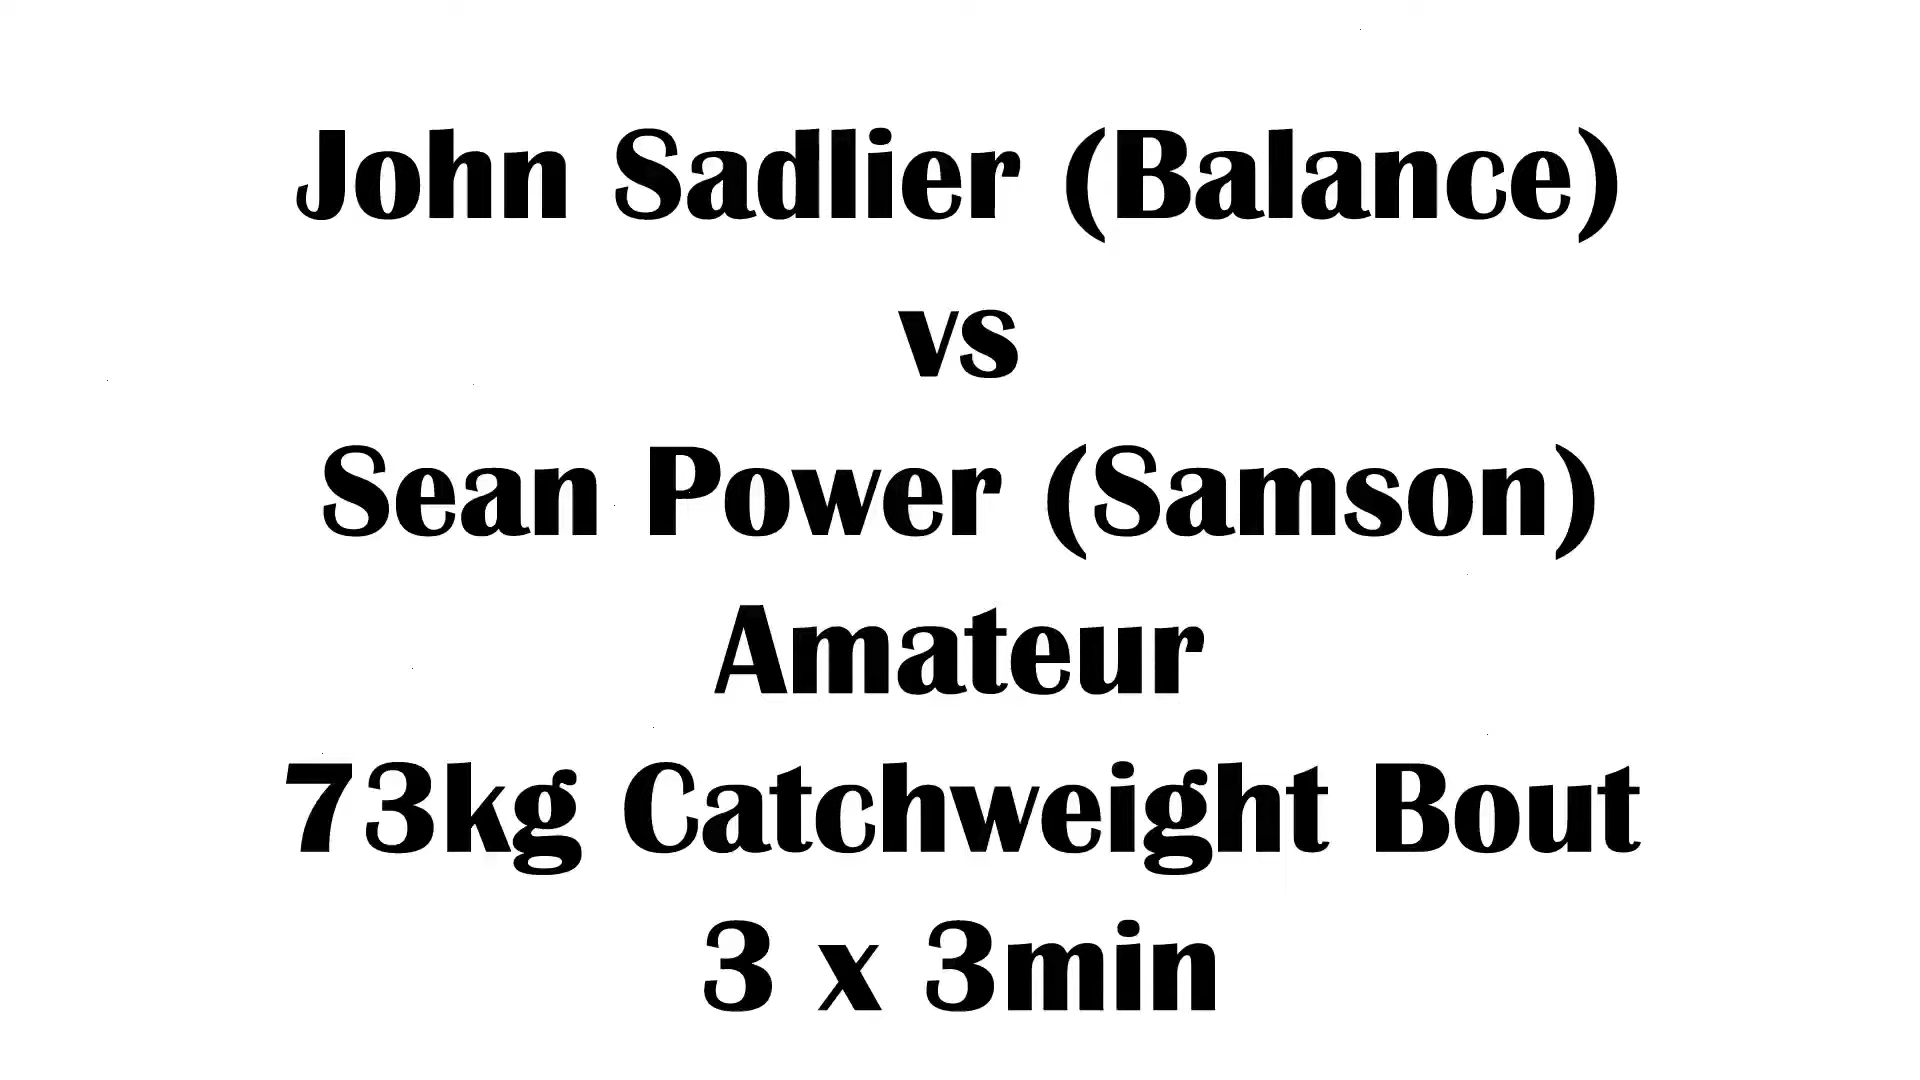 John Sadlier (Balance)
vs
Sean Power (Samson)
Amateur
73kg Catchweight Bout
3 x 3min